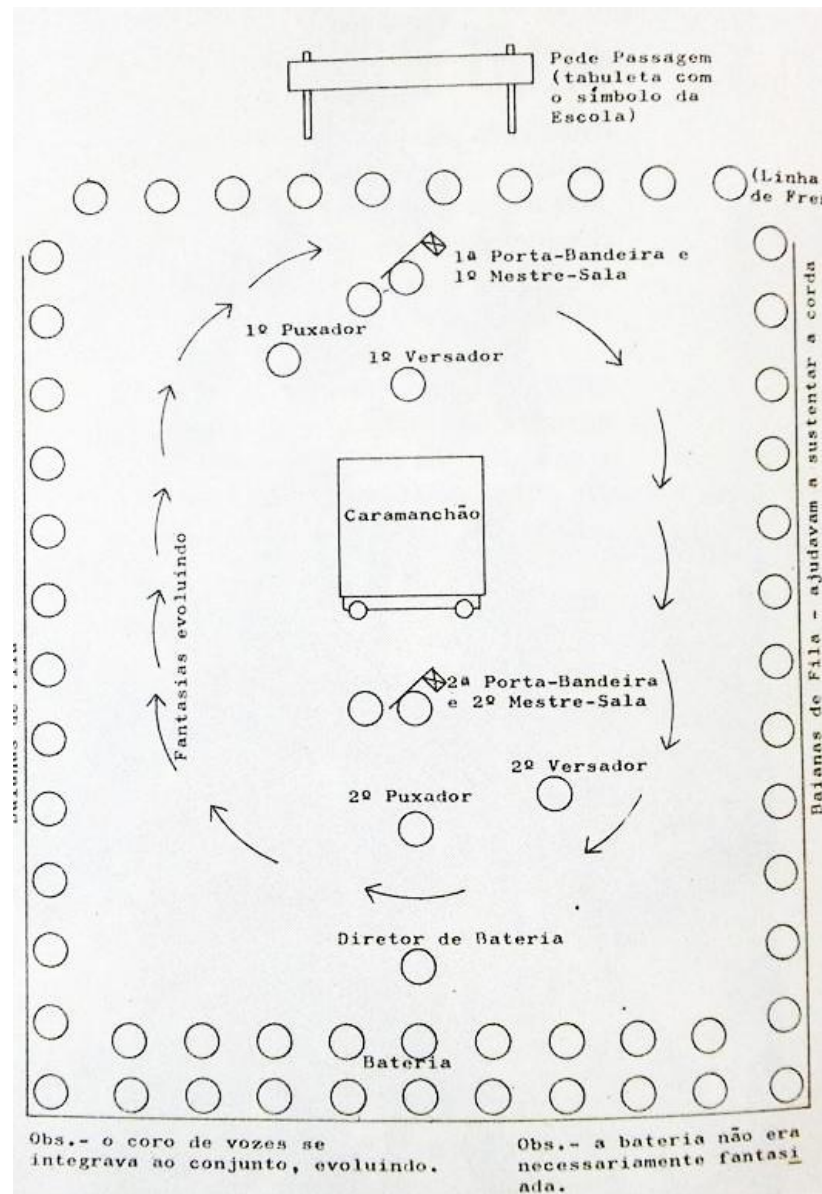 Pede Passagem
(tabuleta com
o símbolo da
Escola)
(Linha
de
1ª Porta-Bandeira e
1º Mestre-Sala
1º Puxador
1º Versador
Caramanchão
Fantasias evoluindo
Baianas de Fila - ajudavam a sustentar a corda
2ª Porta-Bandeira
e 2º Mestre-Sala
2º Versador
2º Puxador
Diretor de Bateria
Bateria
Obs.- o coro de vozes se
integrava ao conjunto, evoluindo.
Obs.- a bateria não era
necessariamente fantasi
ada.